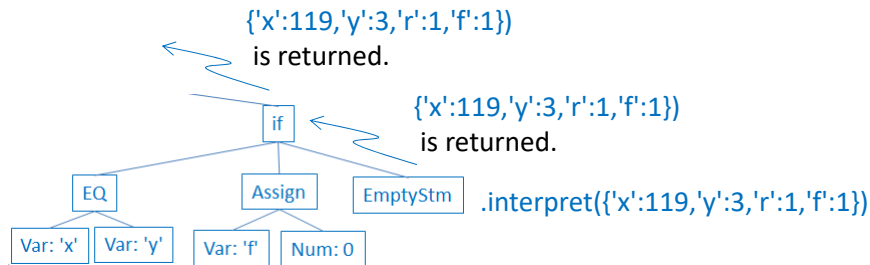 {'x':119,'y':3,'r':1,'f':1})
is returned.
{'x':119,'y':3,'r':1,'f':1})
is returned.
if
EQ
Assign
EmptyStm
.interpret({'x':119,'y':3,'r':1,'f':1})
Var: 'x'
Var: 'y'
Var: 'f'
Num: 0